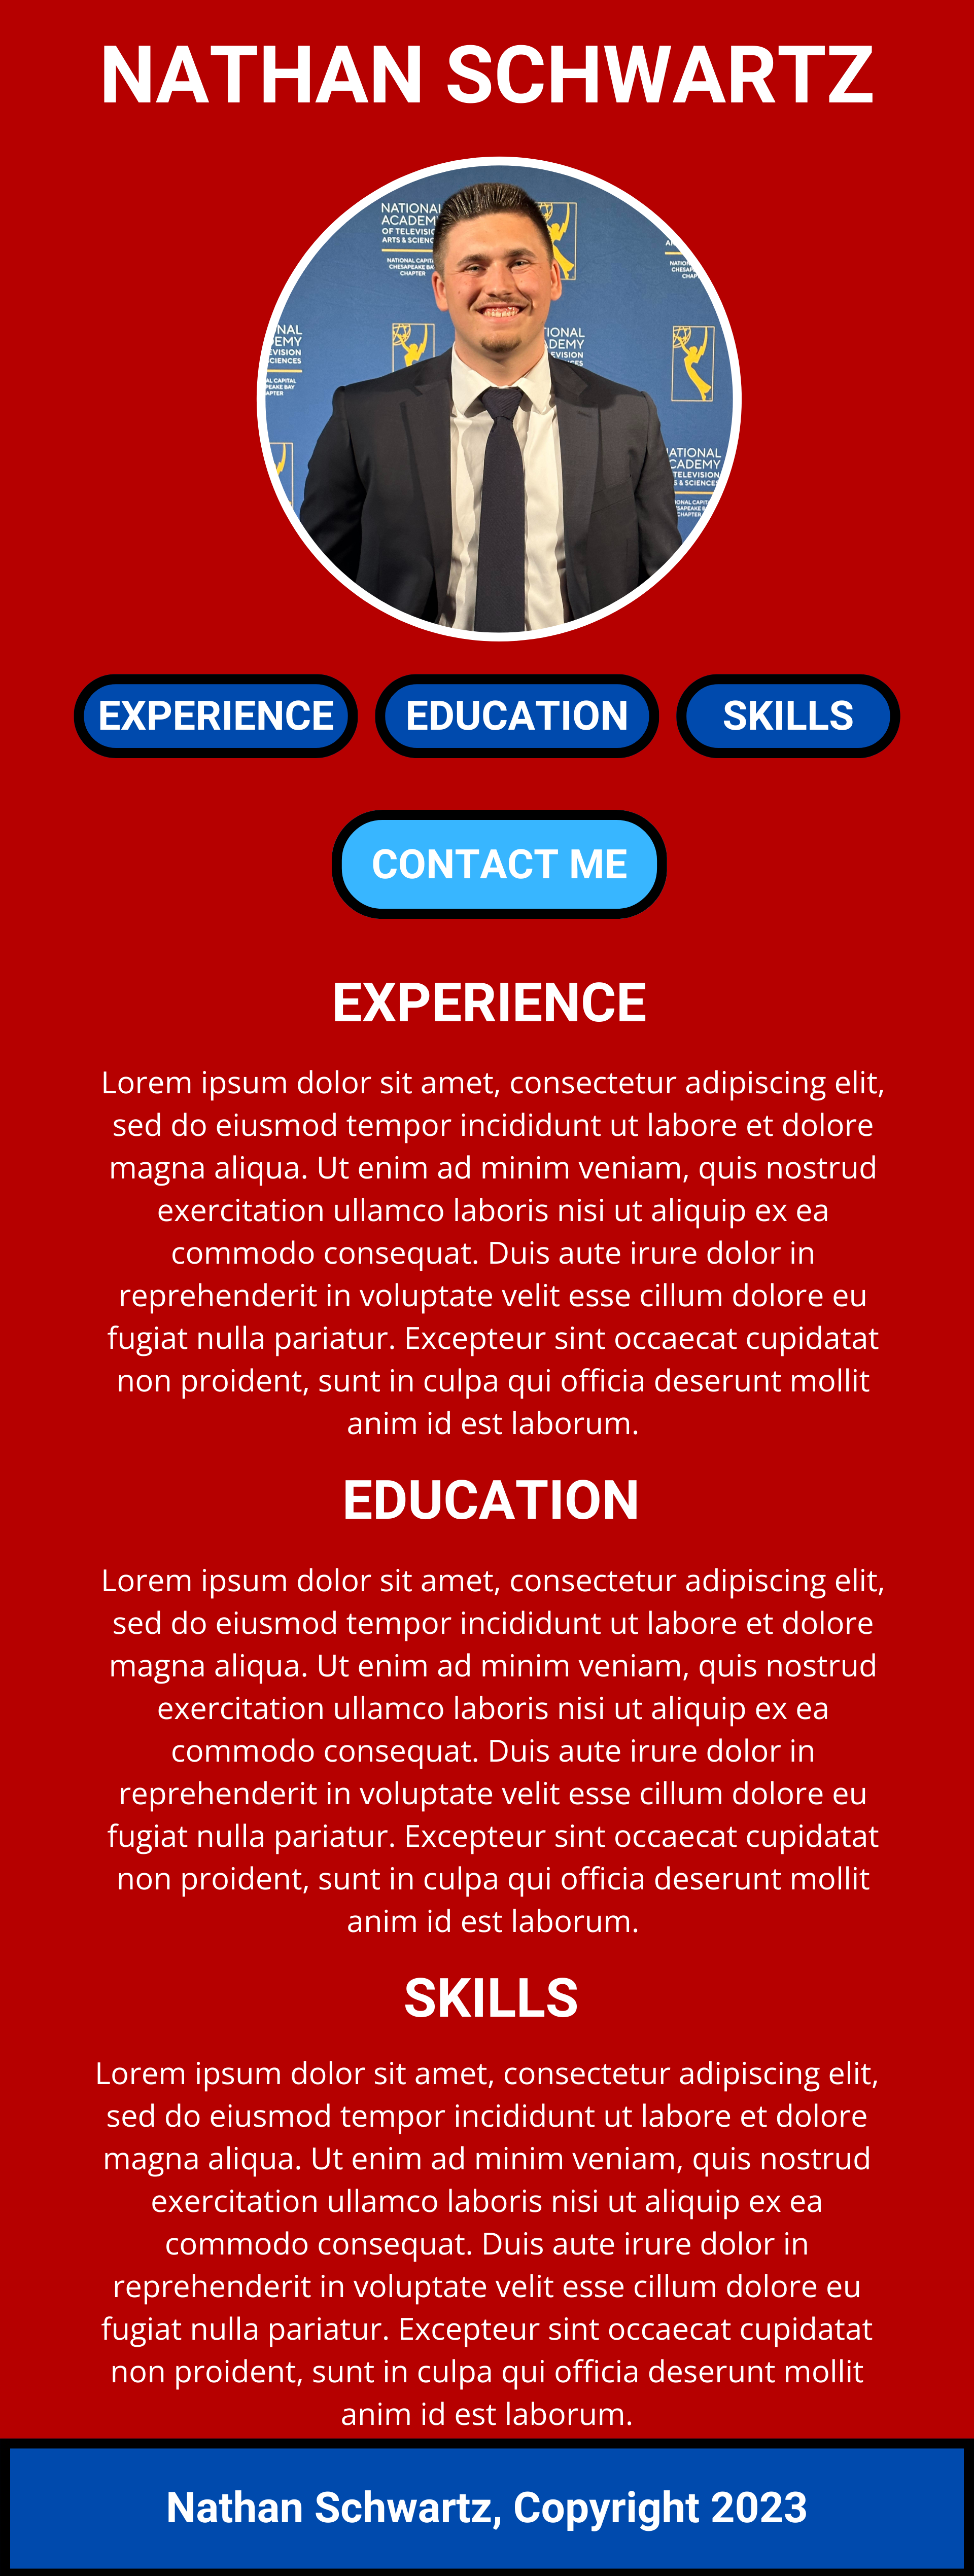 NATHAN SCHWARTZ
NATIONAL
ACADEMY
OF TELEVISION
ARTS & SCIENCES
NATIONAL CAPITAL
CHESAPEAKE BAY
CHAPTER
EXPERIENCE
EDUCATION
SKILLS
CONTACT ME
EXPERIENCE
Lorem ipsum dolor sit amet, consectetur adipiscing elit,
sed do eiusmod tempor incididunt ut labore et dolore
magna aliqua. Ut enim ad minim veniam, quis nostrud
exercitation ullamco laboris nisi ut aliquip ex ea
commodo consequat. Duis aute irure dolor in
reprehenderit in voluptate velit esse cillum dolore eu
fugiat nulla pariatur. Excepteur sint occaecat cupidatat
non proident, sunt in culpa qui officia deserunt mollit
anim id est laborum.
EDUCATION
Lorem ipsum dolor sit amet, consectetur adipiscing elit,
sed do eiusmod tempor incididunt ut labore et dolore
magna aliqua. Ut enim ad minim veniam, quis nostrud
exercitation ullamco laboris nisi ut aliquip ex ea
commodo consequat. Duis aute irure dolor in
reprehenderit in voluptate velit esse cillum dolore eu
fugiat nulla pariatur. Excepteur sint occaecat cupidatat
non proident, sunt in culpa qui officia deserunt mollit
anim id est laborum.
SKILLS
Lorem ipsum dolor sit amet, consectetur adipiscing elit,
sed do eiusmod tempor incididunt ut labore et dolore
magna aliqua. Ut enim ad minim veniam, quis nostrud
exercitation ullamco laboris nisi ut aliquip ex ea
commodo consequat. Duis aute irure dolor in
reprehenderit in voluptate velit esse cillum dolore eu
fugiat nulla pariatur. Excepteur sint occaecat cupidatat
non proident, sunt in culpa qui officia deserunt mollit
anim id est laborum.
Nathan Schwartz, Copyright 2023